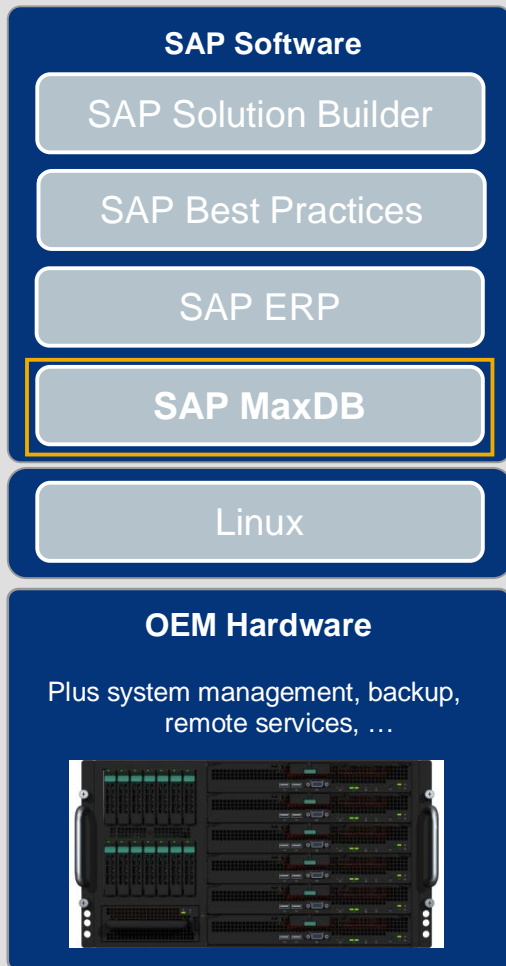 SAP Software
SAP Solution Builder
SAP Best Practices
SAP ERP
SAP MaxDB
Linux
OEM Hardware
Plus system management, backup,
remote services, …